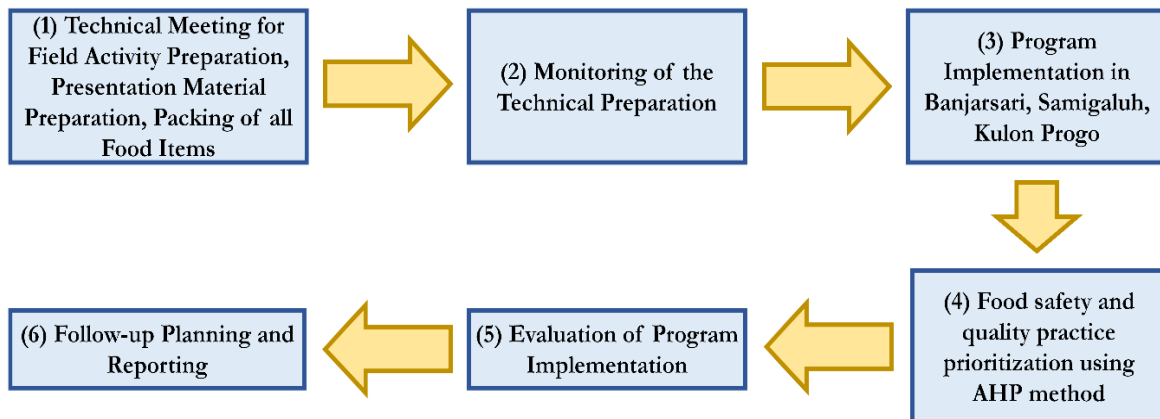 (1) Technical Meeting for
Field Activity Preparation,
Presentation Material
Preparation, Packing of all
Food Items
(2) Monitoring of the
Technical Preparation
(3) Program
Implementation in
Banjarsari, Samigaluh,
Kulon Progo
(4) Food safety and
quality practice
prioritization using
AHP method
(5) Evaluation of Program
Implementation
(6) Follow-up Planning and
Reporting